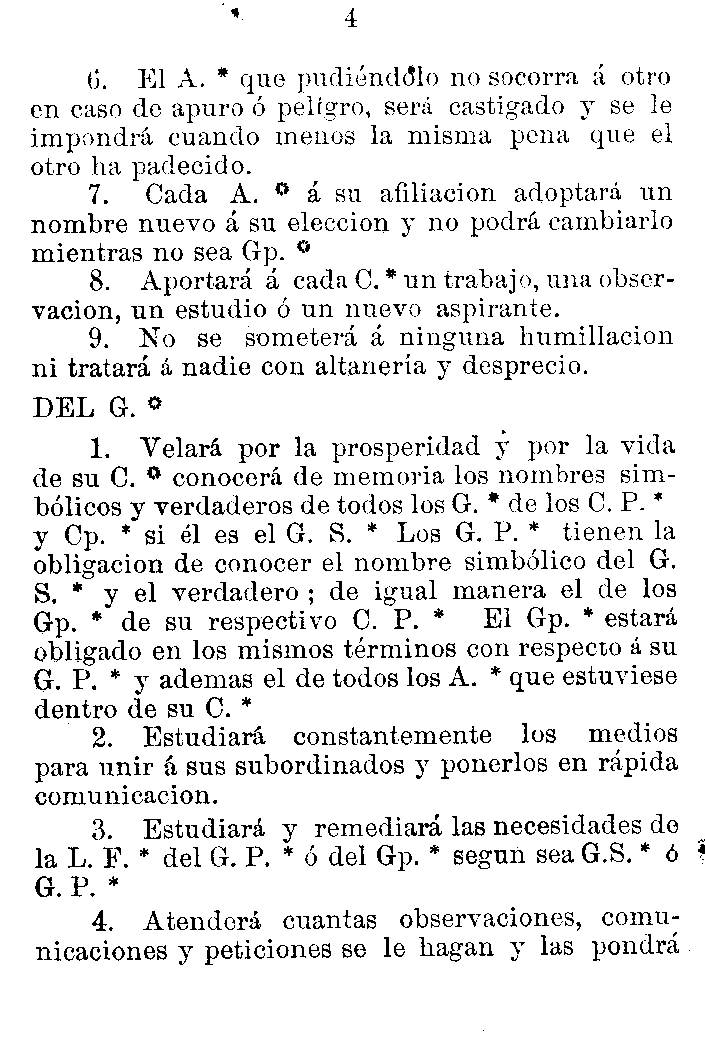 4
6. El A. * que pudiéndolo no socorra á otro
en caso de apuro ó peligro, será castigado y se le
impondrá cuando menos la misma pena que el
otro ha padecido.
7. Cada A. * á su afiliacion adoptará un
nombre nuevo á su eleccion y no podrá cambiarlo
mientras no sea Gp. *
8. Aportará á cada C. * un trabajo, una obser-
vacion, un estudio ó un nuevo aspirante.
9. No se someterá á ninguna humillacion
ni tratará á nadie con altanería y desprecio.
DEL G. *
1. Velará por la prosperidad y por la vida
de su C. * conocerá de memoria los nombres sim-
bólicos y verdaderos de todos los G. * de los C. P. *
y Cp. * si él es el G. S. * Los G. P. * tienen la
obligacion de conocer el nombre simbólico del G.
S. * y el verdadero ; de igual manera el de los
Gp. * de su respectivo C. P. * El Gp. * estará
obligado en los mismos términos con respecto á su
G. P. * y ademas el de todos los A. * que estuviese
dentro de su C. *
2. Estudiará constantemente los medios
para unir á sus subordinados y ponerlos en rápida
comunicacion.
3. Estudiará y remediará las necesidades de
la L. F. * del G. P. * ó del Gp. * segun sea G.S. * ó
G. P. *
4. Atenderá cuantas observaciones, comu-
nicaciones y peticiones se le hagan y las pondrá